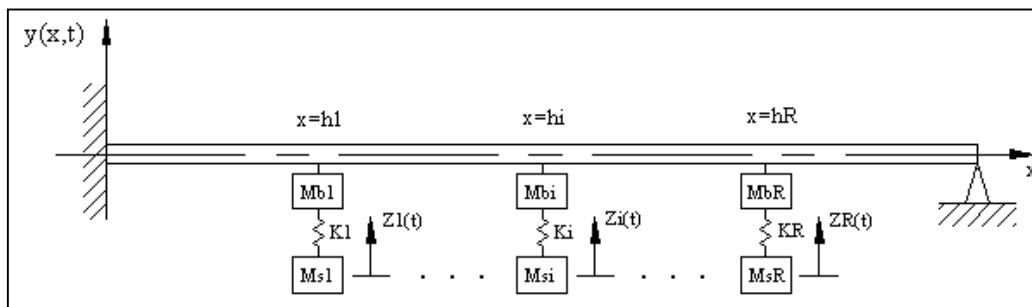 y(x,t)
x=h1 x=hi x=hR
x
Mb1 Mbi MbR
K1 Z1(t) Ki Zi(t) KR ZR(t)
Ms1 . . . Msi . . . MsR